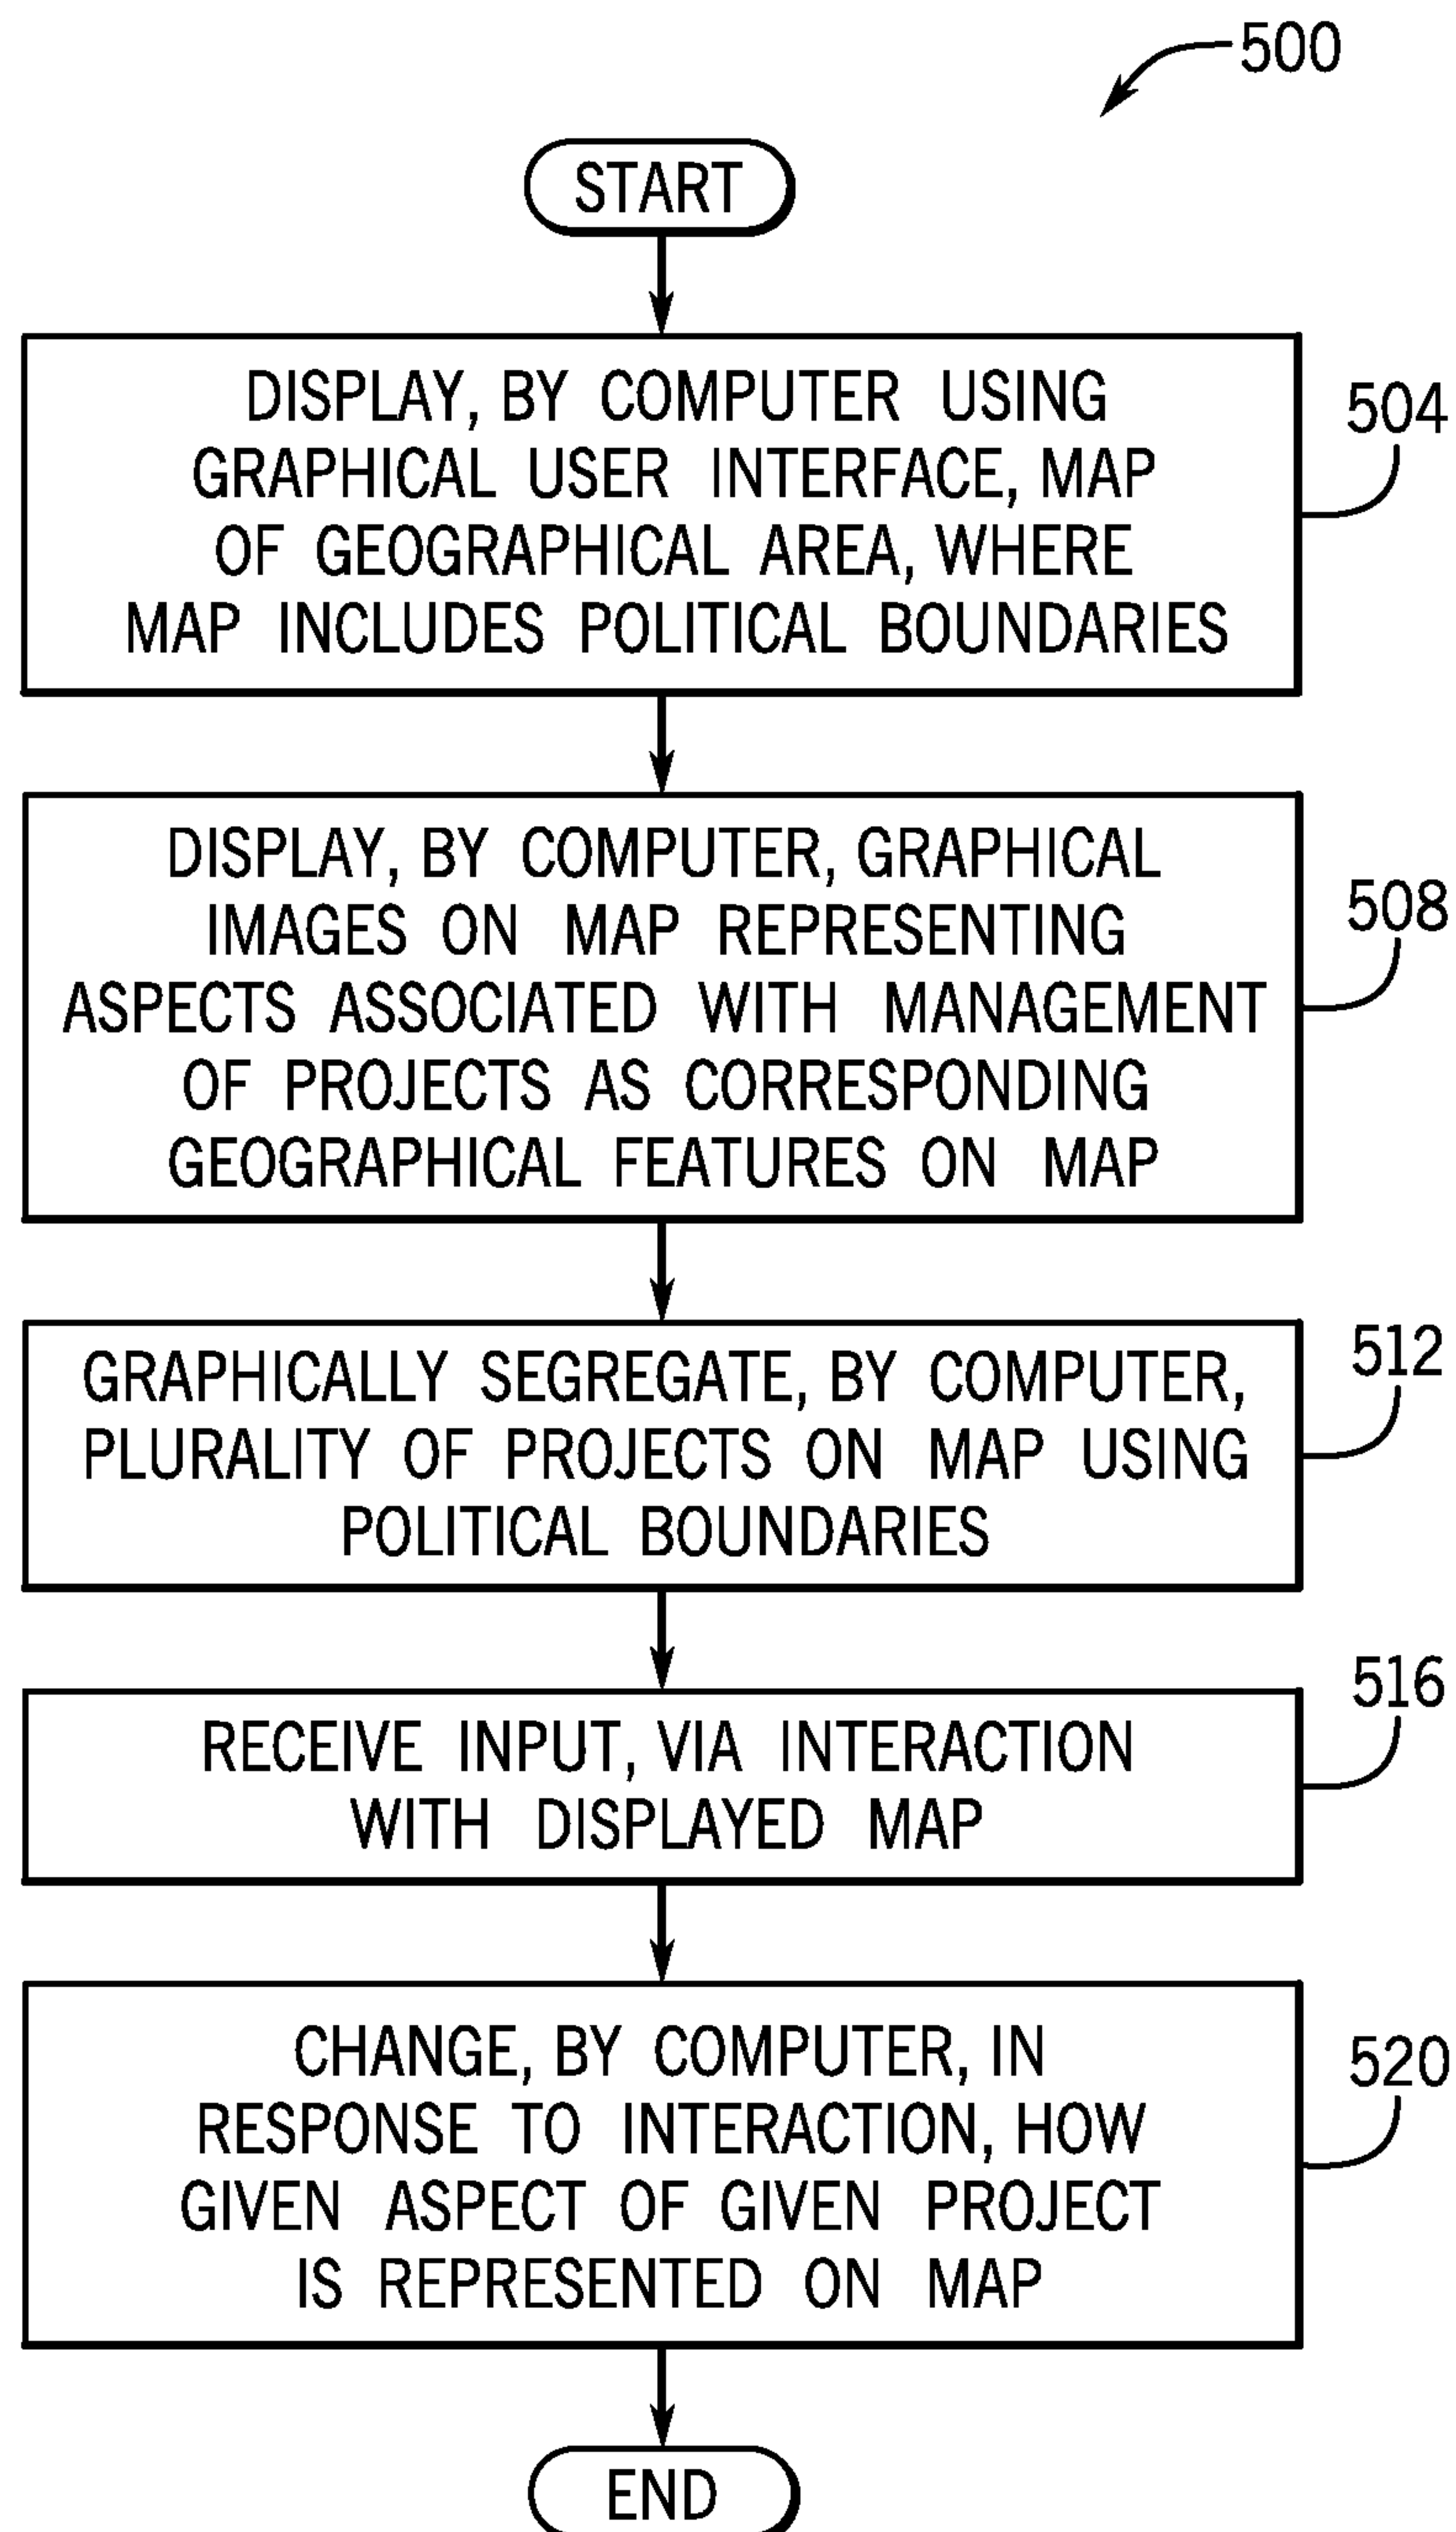 500
START
DISPLAY, BY COMPUTER USING
GRAPHICAL USER INTERFACE, MAP
OF GEOGRAPHICAL AREA, WHERE
MAP INCLUDES POLITICAL BOUNDARIES
504
DISPLAY, BY COMPUTER, GRAPHICAL
IMAGES ON MAP REPRESENTING
ASPECTS ASSOCIATED WITH MANAGEMENT
OF PROJECTS AS CORRESPONDING
GEOGRAPHICAL FEATURES ON MAP
508
GRAPHICALLY SEGREGATE, BY COMPUTER,
PLURALITY OF PROJECTS ON MAP USING
POLITICAL BOUNDARIES
512
RECEIVE INPUT, VIA INTERACTION
WITH DISPLAYED MAP
516
CHANGE, BY COMPUTER, IN
RESPONSE TO INTERACTION, HOW
GIVEN ASPECT OF GIVEN PROJECT
IS REPRESENTED ON MAP
520
END